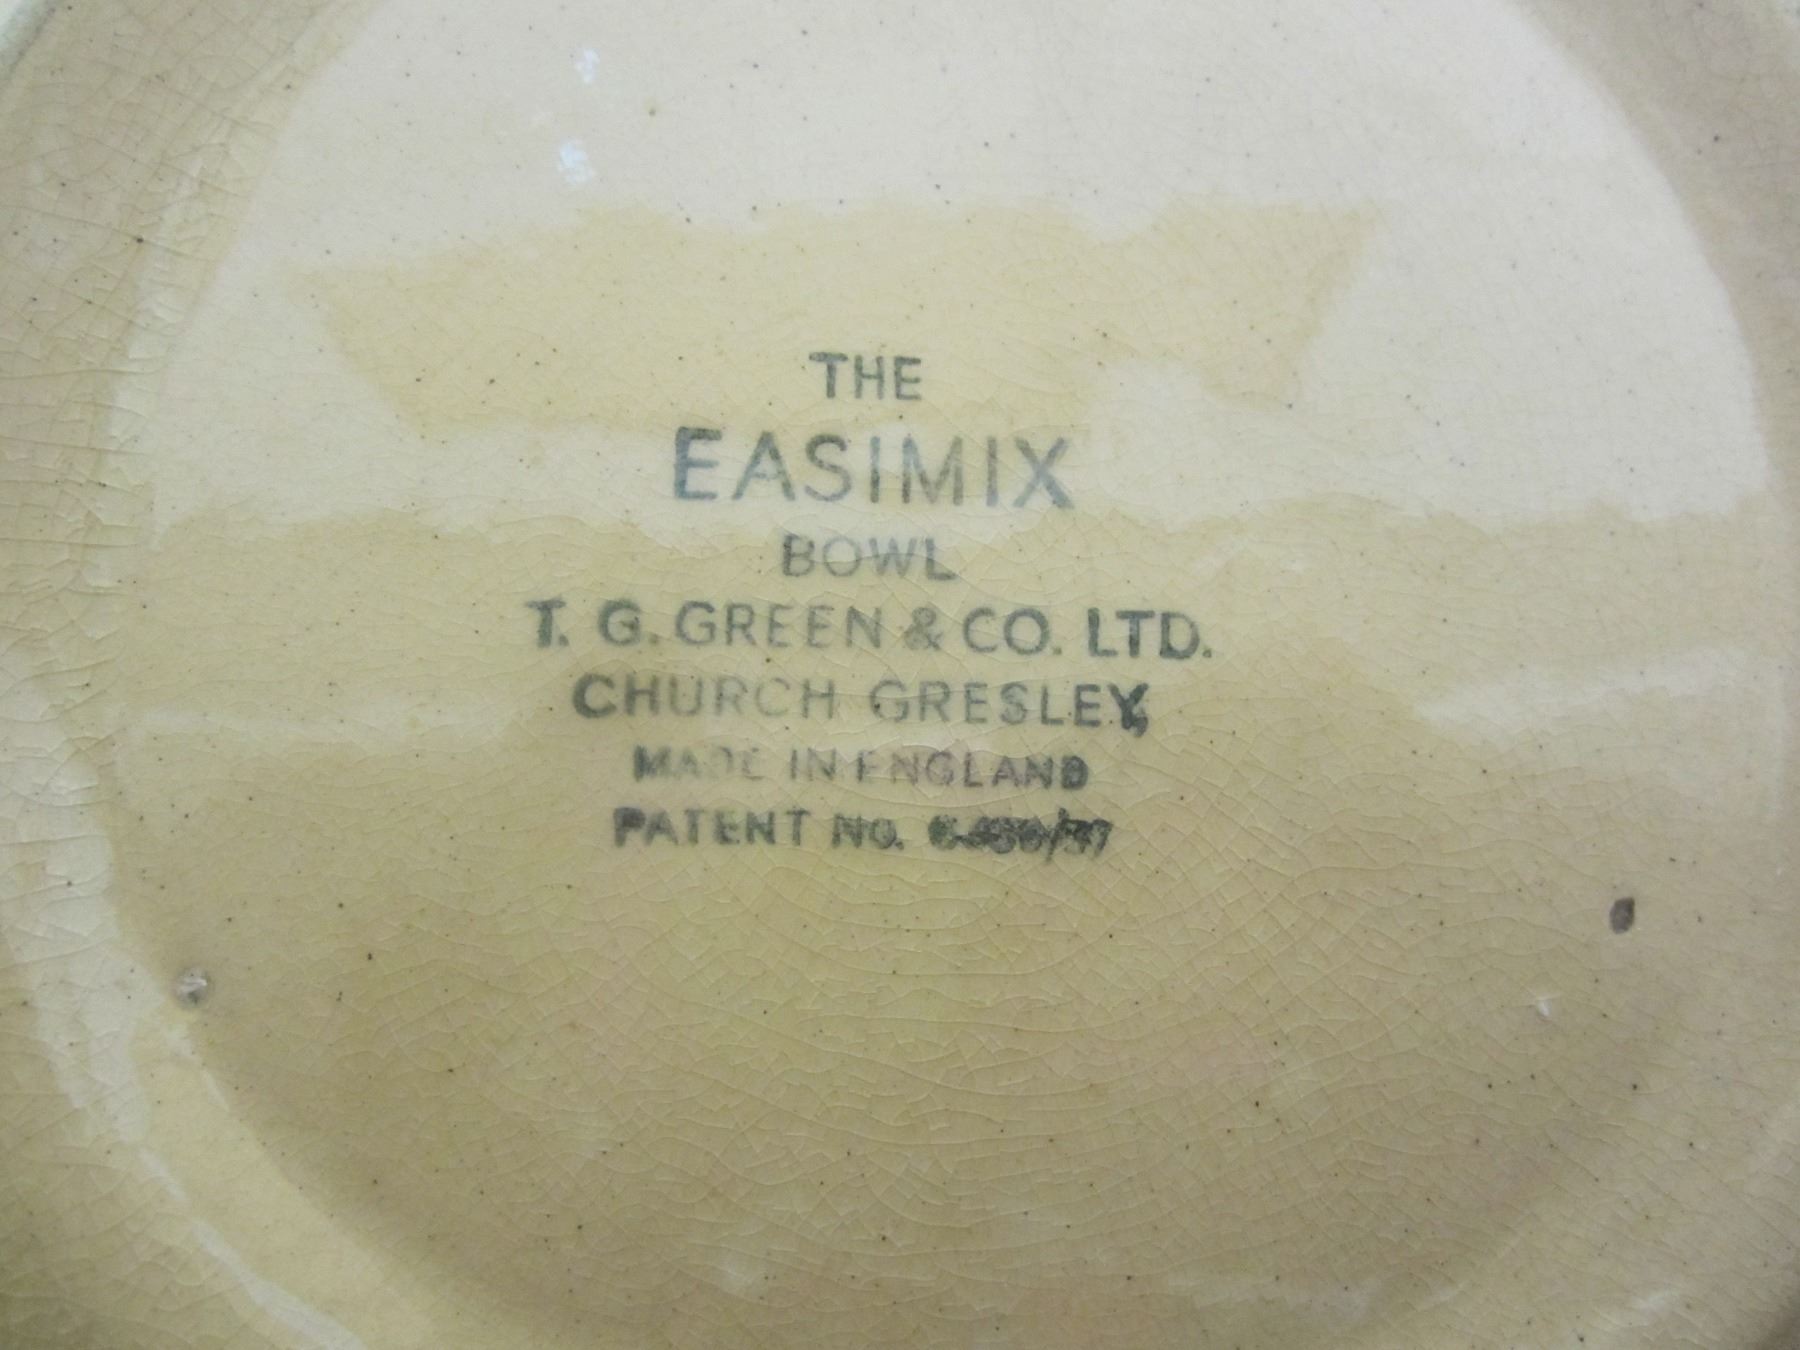 THE
EASIMIX
BOWL
T. G. GREEN & CO. LTD.
CHURCH GRESLEY,
MADE IN ENGLAND
PATENT NO.